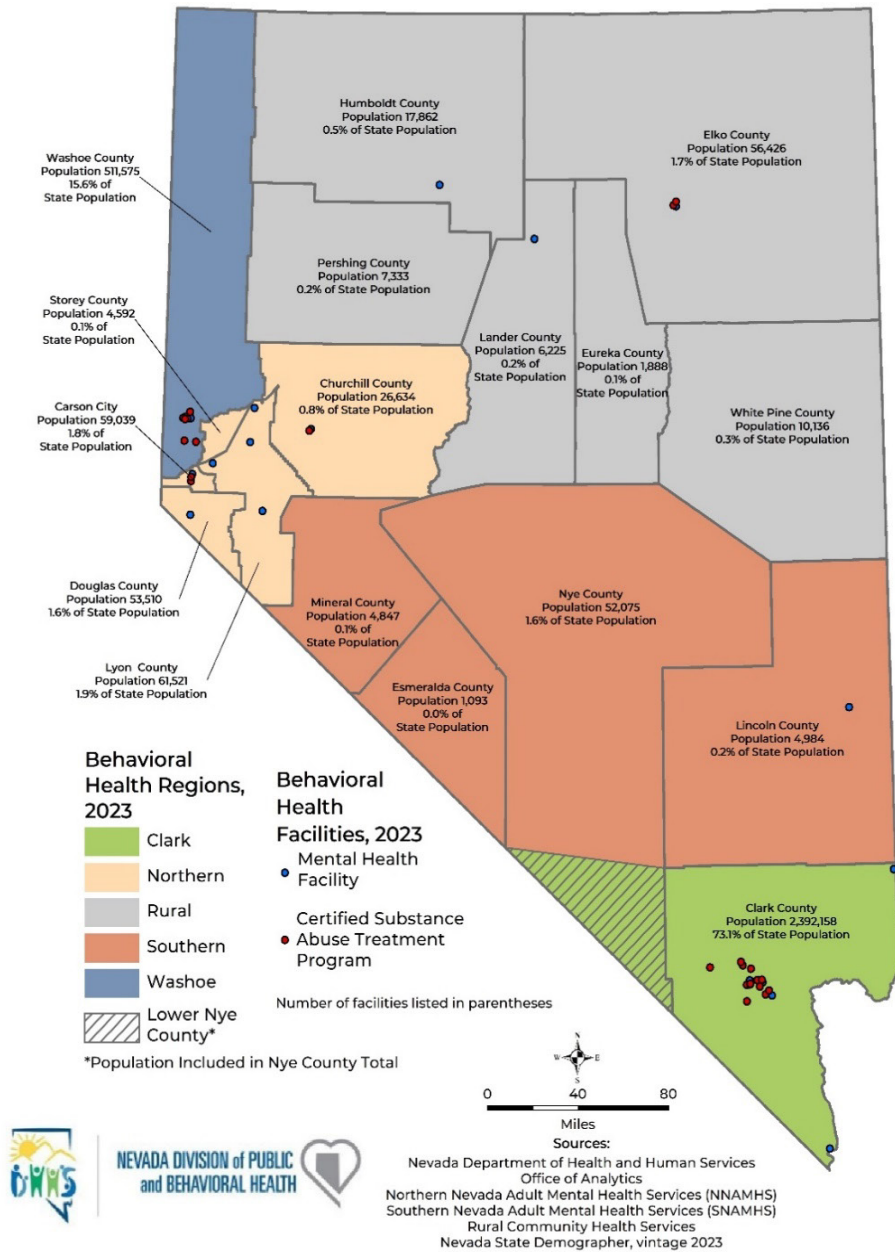 Humboldt County
Population 17,862
0.5% of State Population
Elko County
Population 56,426
1.7% of State Population
Washoe County
Population 511,575
15.6% of
State Population
Pershing County
Population 7,333
0.2% of State Population
Storey County
Population 4,592
0.1% of
State Population
Lander County
Population 6,225
0.2% of
State Population
Eureka County
Population 1,888
0.1% of
State Population
Churchill County
Population 26,634
0.8% of State Population
Carson City
Population 59,039
1.8% of
State Population
White Pine County
Population 10,136
0.3% of State Population
Douglas County
Population 53,510
1.6% of State Population
Mineral County
Population 4,847
0.1% of
State Population
Nye County
Population 52,075
1.6% of State Population
Lyon County
Population 61,521
1.9% of State Population
Esmeralda County
Population 1,093
0.0% of
State Population
Lincoln County
Population 4,984
0.2% of State Population
Clark County
Population 2,392,158
73.1% of State Population
Behavioral
Health Regions,
2023
Clark
Northern
Rural
Southern
Washoe
Lower Nye
County*
*Population Included in Nye County Total
Behavioral
Health
Facilities, 2023
Mental Health
Facility
Certified Substance
Abuse Treatment
Program
Number of facilities listed in parentheses
N
W E
S
0 40 80
Miles
Sources:
Nevada Department of Health and Human Services
Office of Analytics
Northern Nevada Adult Mental Health Services (NNAMHS)
Southern Nevada Adult Mental Health Services (SNAMHS)
Rural Community Health Services
Nevada State Demographer, vintage 2023
DHHS
NEVADA DIVISION of PUBLIC
and BEHAVIORAL HEALTH